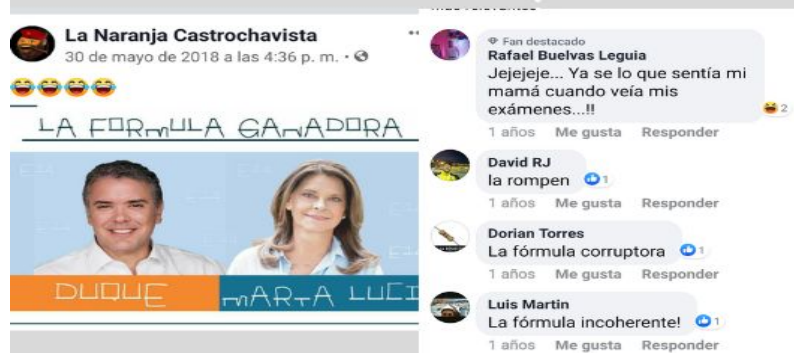 La Naranja Castrochavista
30 de mayo de 2018 a las 4:36 p. m. ·
LA FORMULA GANADORA
DUQUE
MARTA LUCI
Fan destacado
Rafael Buelvas Leguia
Jejejeje... Ya se lo que sentía mi
mamá cuando veía mis
exámenes...!!
2
1 años Me gusta Responder
David RJ
la rompen 1
1 años Me gusta Responder
Dorian Torres
La fórmula corruptora 1
1 años Me gusta Responder
Luis Martin
La fórmula incoherente! 1
1 años Me gusta Responder